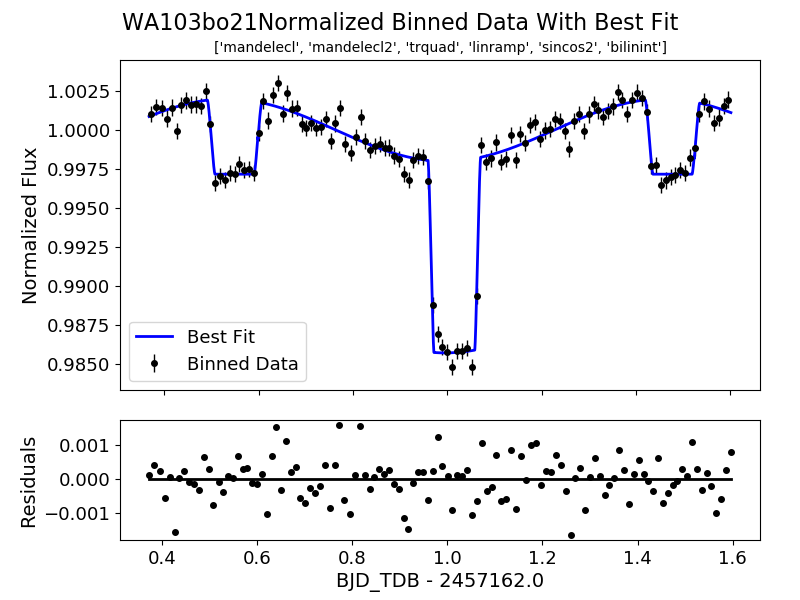 WA103bo21Normalized Binned Data With Best Fit
['mandelecl', 'mandelecl2', 'trquad', 'linramp', 'sincos2', 'bilinint']
1.0025
1.0000
0.9975
0.9950
0.9925
0.9900
0.9875
0.9850
Normalized Flux
Best Fit
Binned Data
0.001
0.000
−0.001
Residuals
0.4 0.6 0.8 1.0 1.2 1.4 1.6
BJD_TDB - 2457162.0